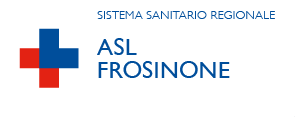 SISTEMA SANITARIO REGIONALE
ASL
FROSINONE